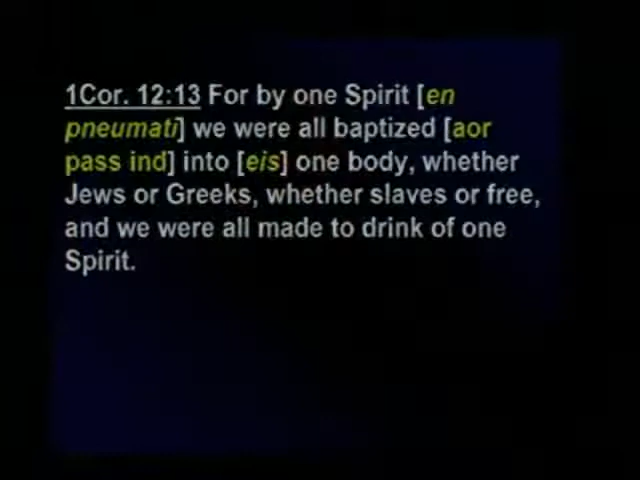 1Cor. 12:13 For by one Spirit [en
pneumati] we were all baptized [aor
pass ind] into [eis] one body, whether
Jews or Greeks, whether slaves or free,
and we were all made to drink of one
Spirit.